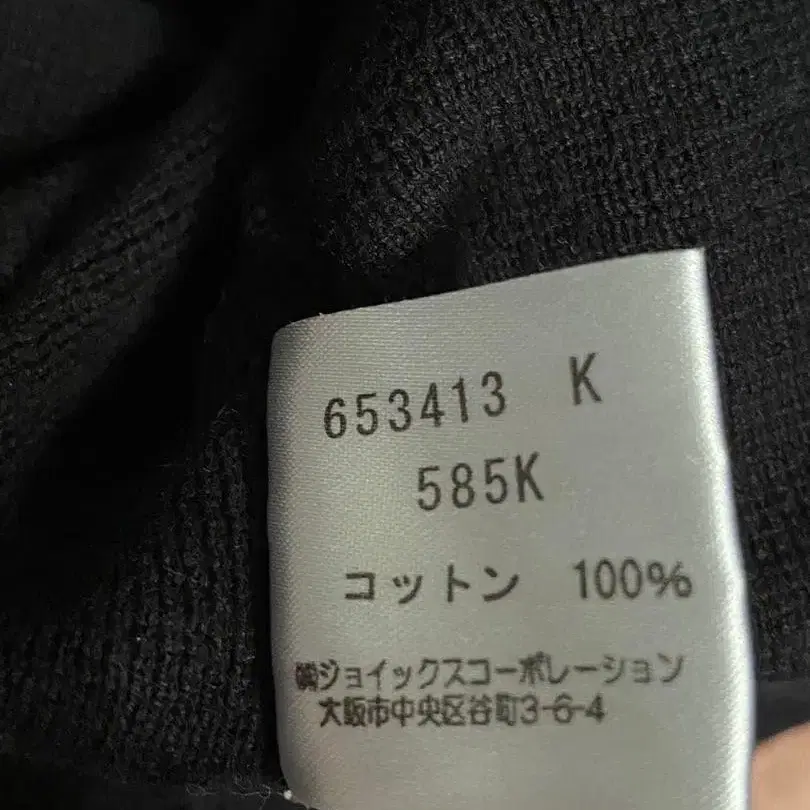 653413 K
585K
コットン 100%
㈱ジョイックスコーポレーション
大阪市中央区谷町3-6-4